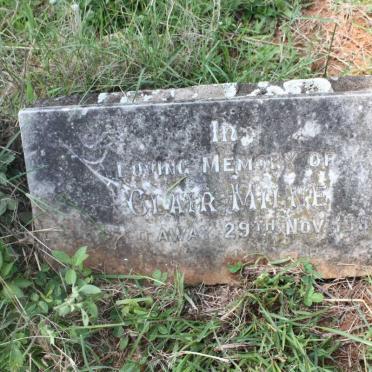 In
Loving Memory of
Clair Milne
Away 29th Nov.